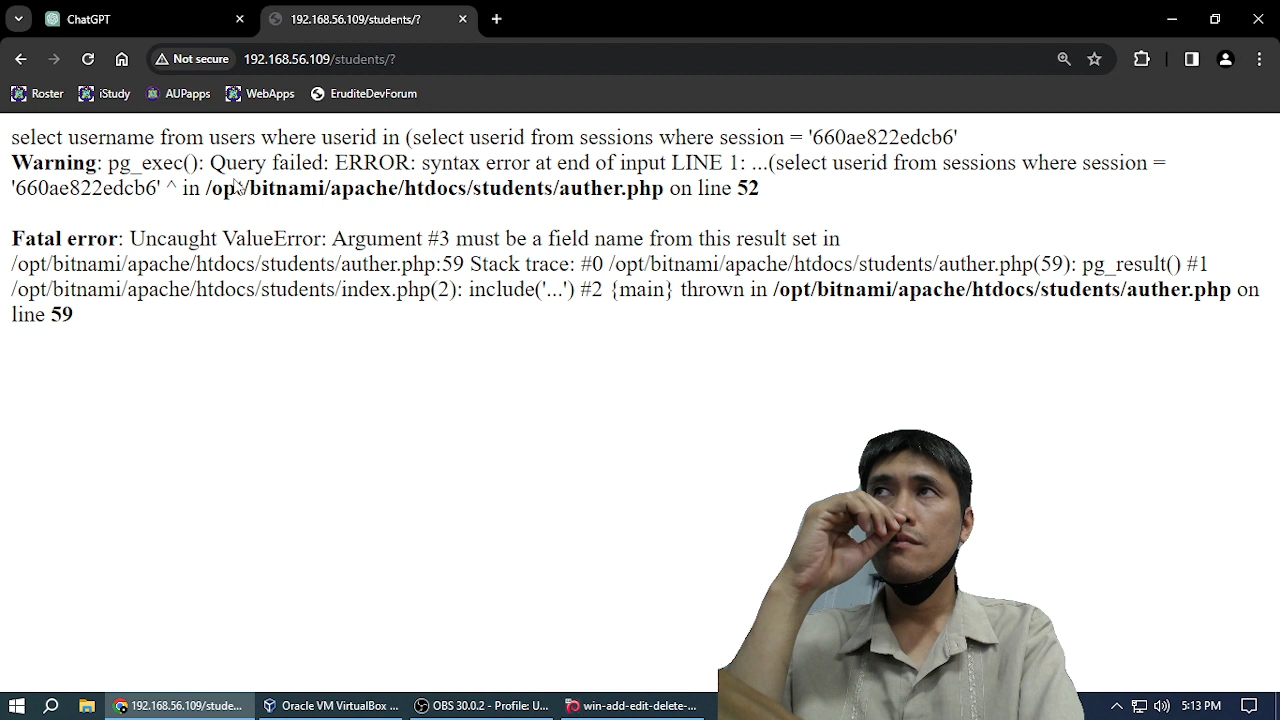 ChatGPT
192.168.56.109/students/?
Not secure
192.168.56.109/students/?
Roster
iStudy
AUPapps
WebApps
EruditeDevForum
select username from users where userid in (select userid from sessions where session = '660ae822edcb6'
Warning: pg_exec(): Query failed: ERROR: syntax error at end of input LINE 1: ...(select userid from sessions where session =
'660ae822edcb6' ^ in /opt/bitnami/apache/htdocs/students/auther.php on line 52
Fatal error: Uncaught ValueError: Argument #3 must be a field name from this result set in
/opt/bitnami/apache/htdocs/students/auther.php:59 Stack trace: #0 /opt/bitnami/apache/htdocs/students/auther.php(59): pg_result() #1
/opt/bitnami/apache/htdocs/students/index.php(2): include('...') #2 {main} thrown in /opt/bitnami/apache/htdocs/students/auther.php on
line 59
192.168.56.109/stude...
Oracle VM VirtualBox ...
OBS 30.0.2 - Profile: U...
win-add-edit-delete-...
5:13 PM